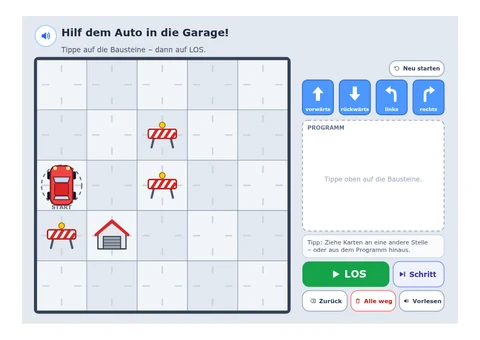 Hilf dem Auto in die Garage!
Tippe auf die Bausteine – dann auf LOS.
Neu starten
vorwärts
rückwärts
links
rechts
PROGRAMM
Tippe oben auf die Bausteine.
START
Tipp: Ziehe Karten an eine andere Stelle
– oder aus dem Programm hinaus.
LOS
Schritt
Zurück
Alle weg
Vorlesen